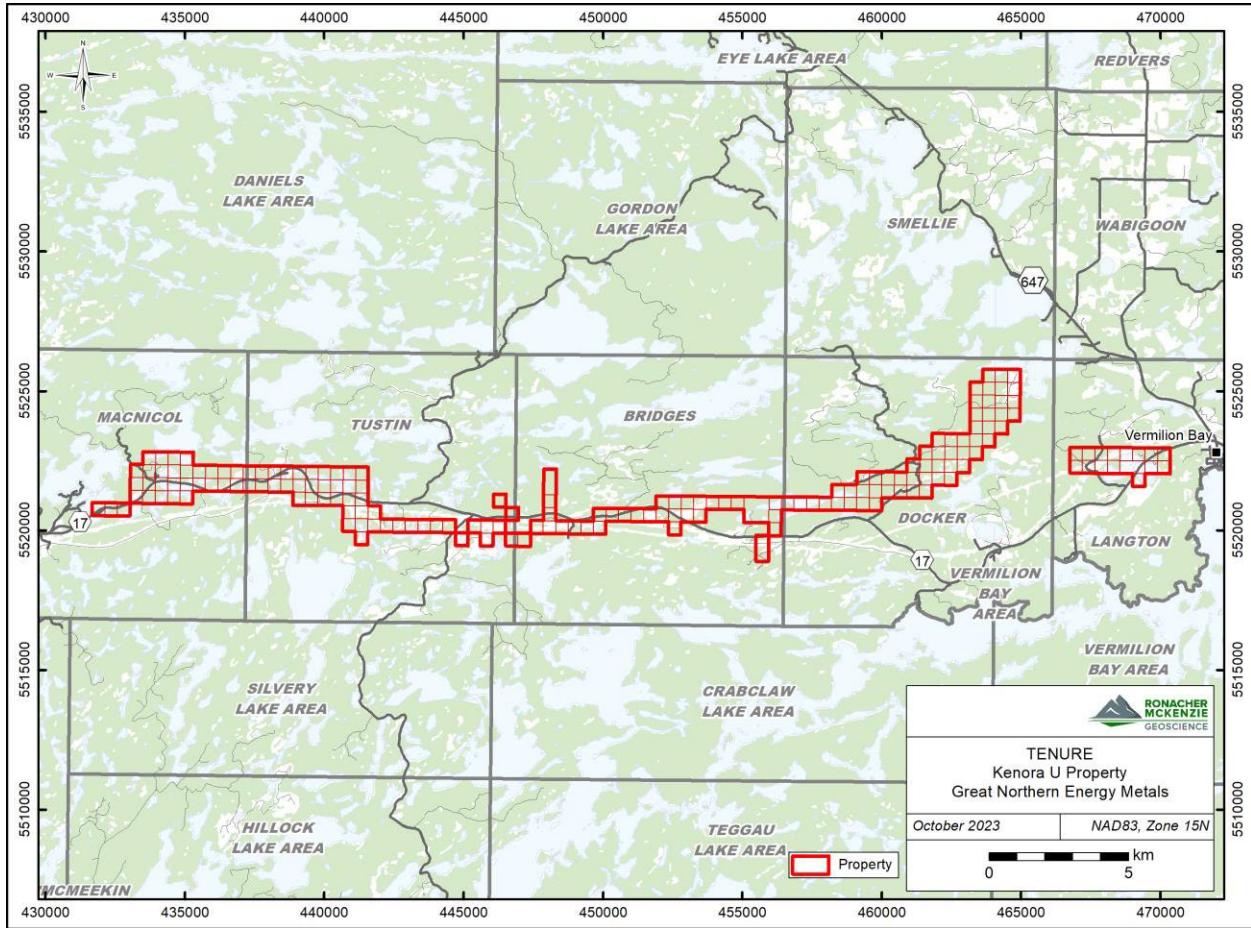 430000 435000 440000 445000 450000 455000 460000 465000 470000
N
W E
S
EYE LAKE AREA
REDVERS
5535000 5535000
DANIELS
LAKE AREA
GORDON
LAKE AREA
SMELLIE
WABIGOON
5530000 5530000
647
5525000 5525000
MACNICOL
TUSTIN
BRIDGES
Vermilion Bay
17
5520000 5520000
DOCKER
LANGTON
17
VERMILION
BAY
AREA
5515000 5515000
SILVERY
LAKE AREA
CRABCLAW
LAKE AREA
VERMILION
BAY AREA
RONACHER
MCKENZIE
GEOSCIENCE
TENURE
Kenora U Property
Great Northern Energy Metals
5510000 5510000
HILLOCK
LAKE AREA
TEGGAU
LAKE AREA
October 2023 NAD83, Zone 15N
km
0 5
Property
MCMEEKIN
430000 435000 440000 445000 450000 455000 460000 465000 470000